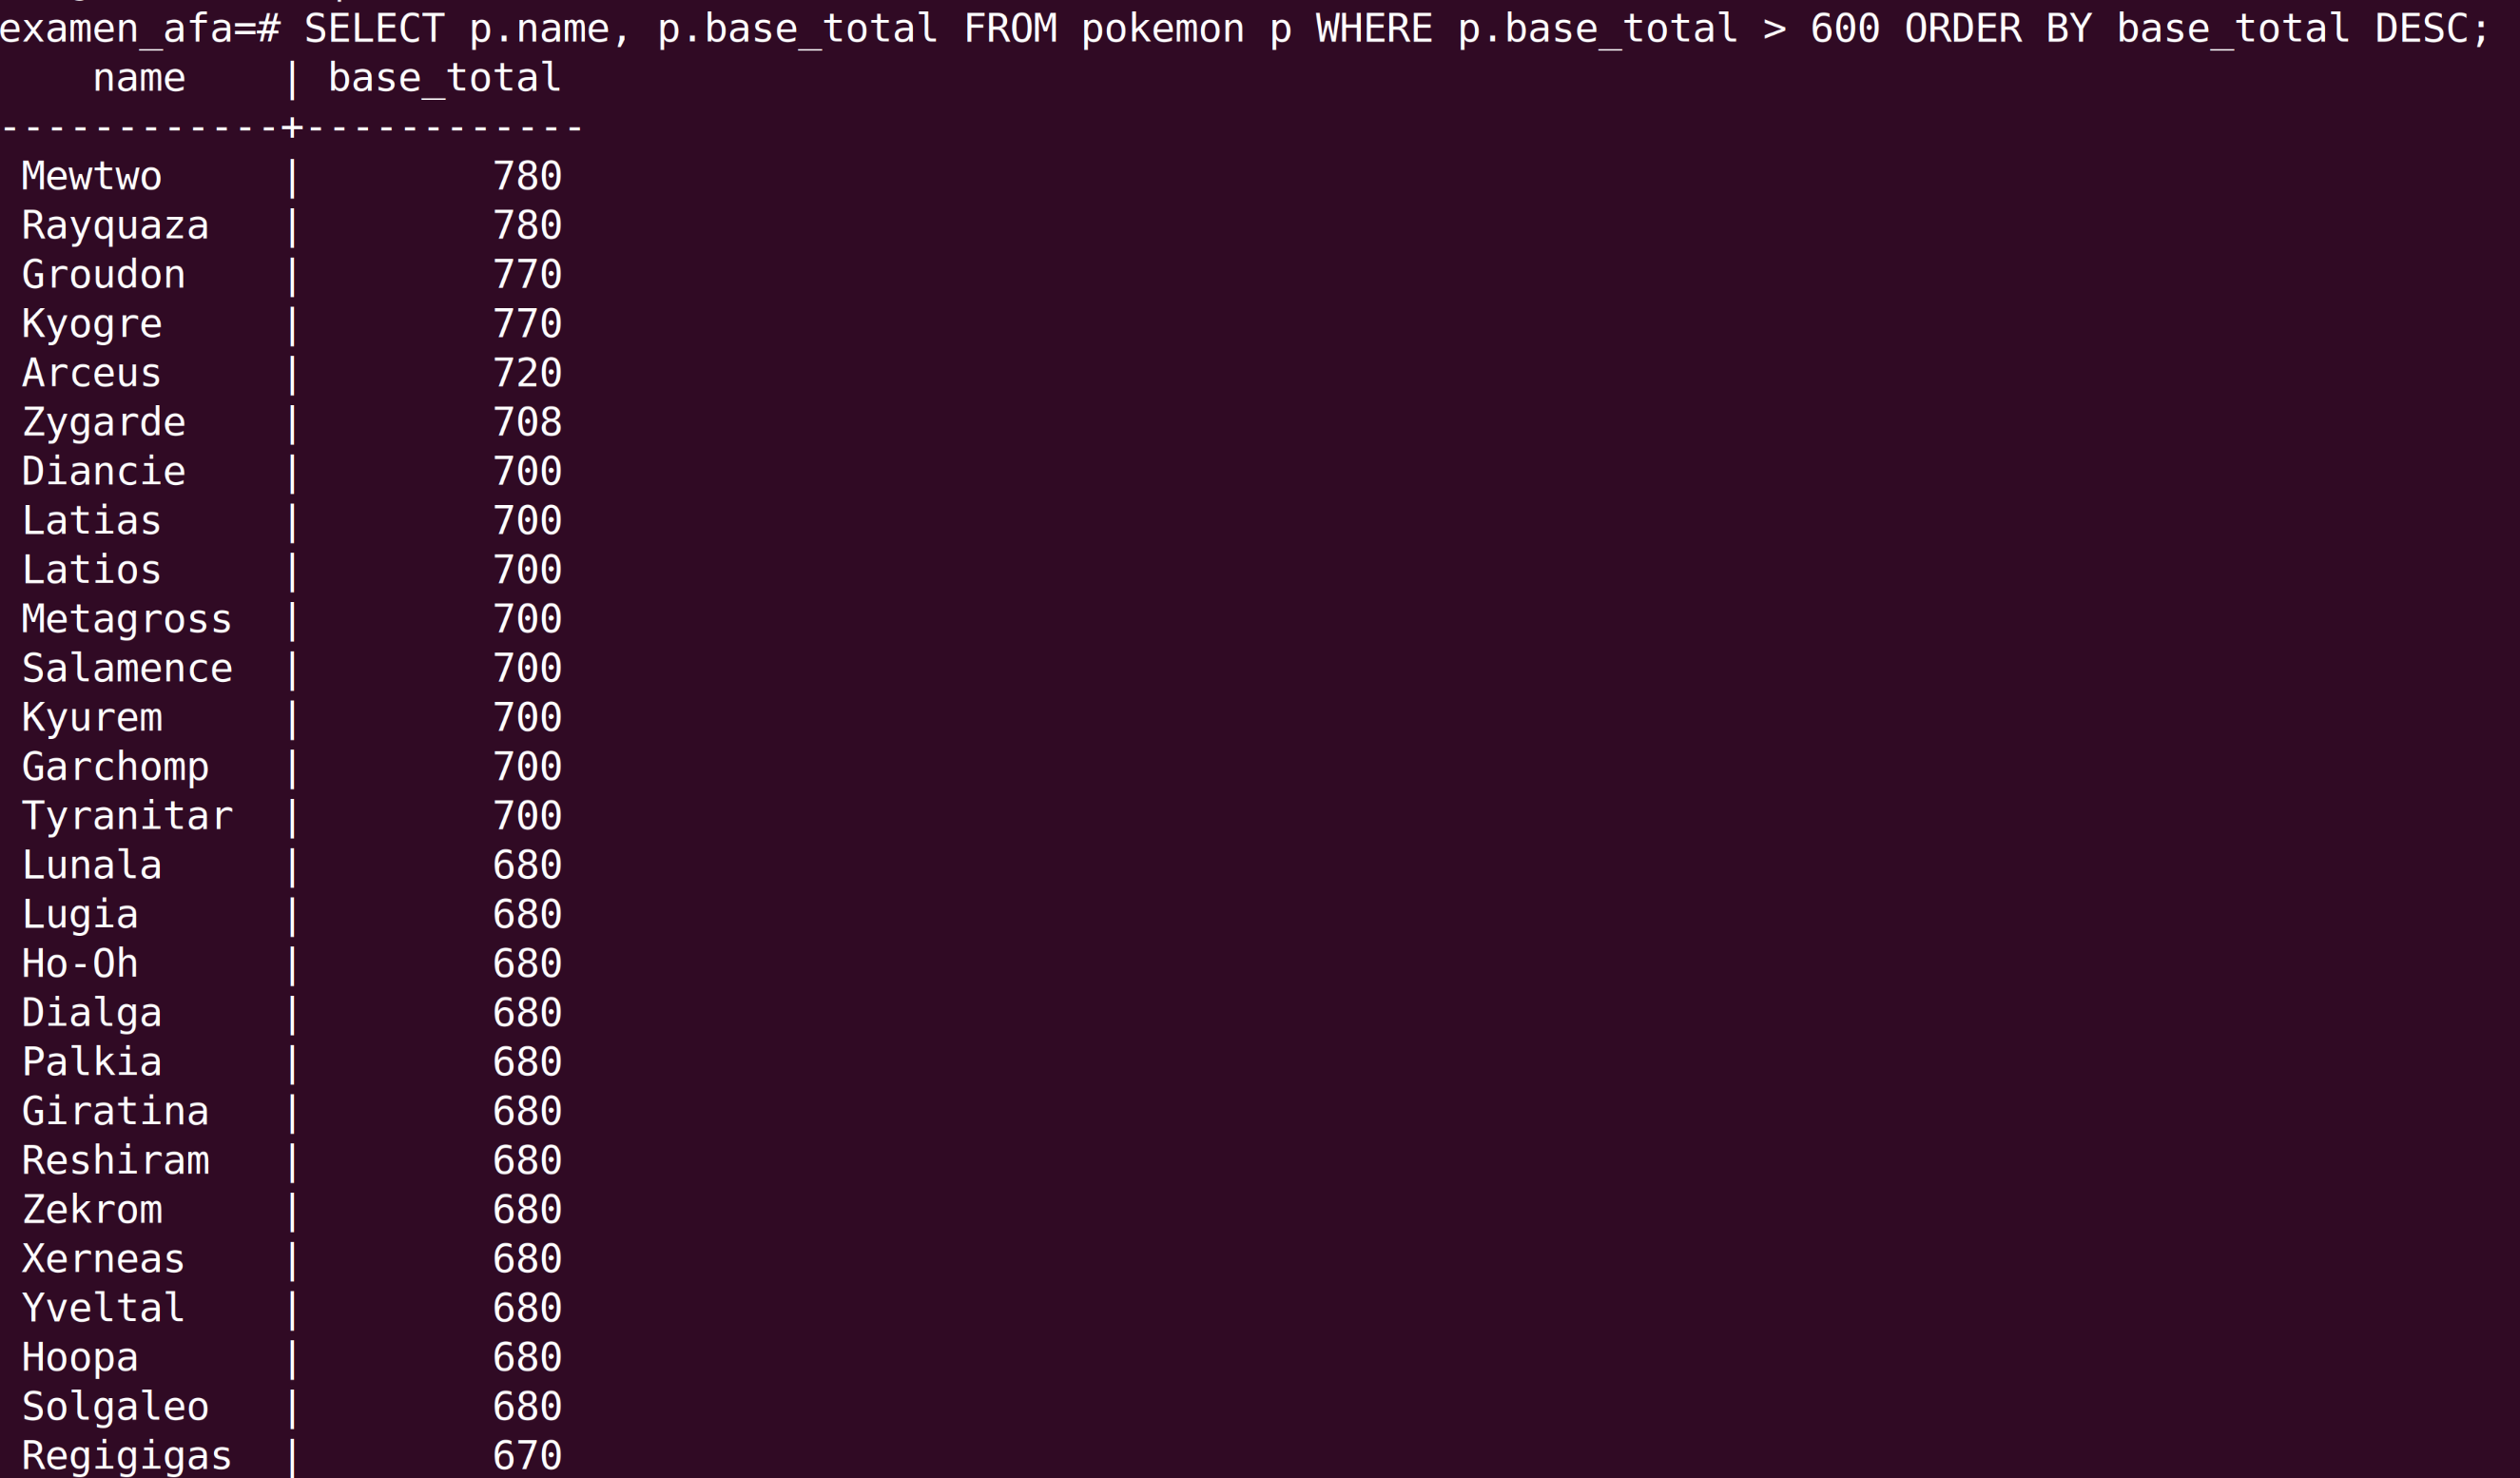 examen_afa=# SELECT p.name, p.base_total FROM pokemon p WHERE p.base_total > 600 ORDER BY base_total DESC;
    name    | base_total
------------+------------
 Mewtwo     |        780
 Rayquaza   |        780
 Groudon    |        770
 Kyogre     |        770
 Arceus     |        720
 Zygarde    |        708
 Diancie    |        700
 Latias     |        700
 Latios     |        700
 Metagross  |        700
 Salamence  |        700
 Kyurem     |        700
 Garchomp   |        700
 Tyranitar  |        700
 Lunala     |        680
 Lugia      |        680
 Ho-Oh      |        680
 Dialga     |        680
 Palkia     |        680
 Giratina   |        680
 Reshiram   |        680
 Zekrom     |        680
 Xerneas    |        680
 Yveltal    |        680
 Hoopa      |        680
 Solgaleo   |        680
 Regigigas  |        670